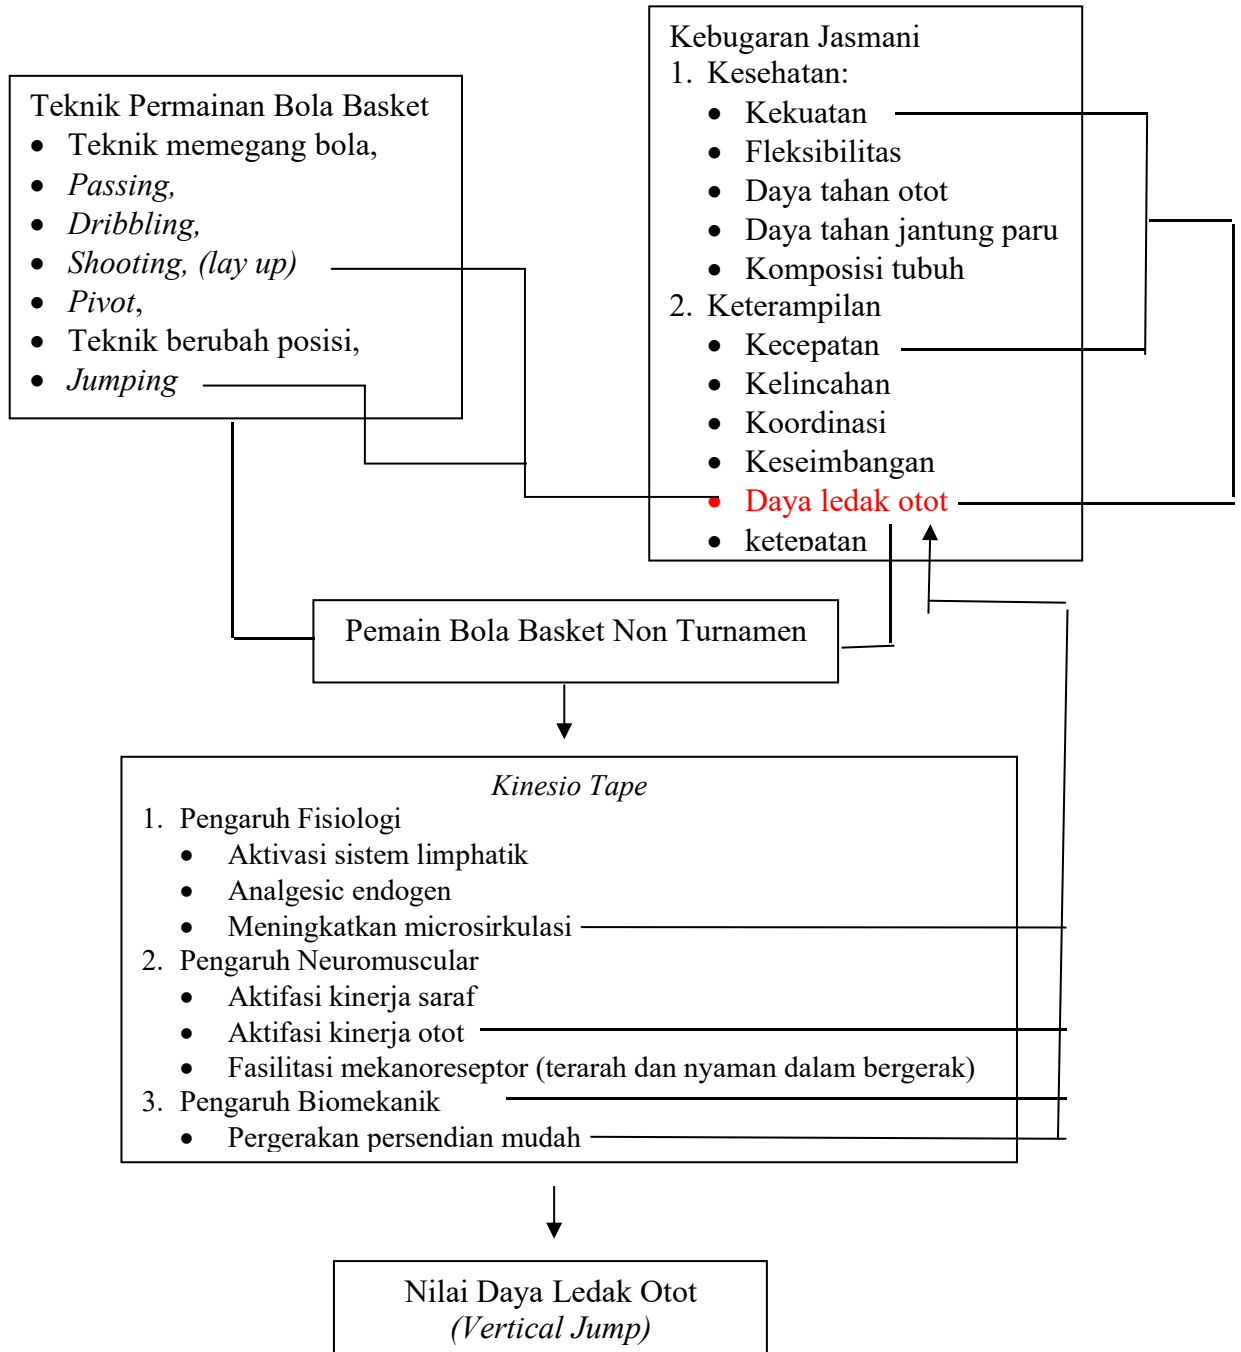 Teknik Permainan Bola Basket
• Teknik memegang bola,
• Passing,
• Dribbling,
• Shooting, (lay up)
• Pivot,
• Teknik berubah posisi,
• Jumping
Kebugaran Jasmani
1. Kesehatan:
• Kekuatan
• Fleksibilitas
• Daya tahan otot
• Daya tahan jantung paru
• Komposisi tubuh
2. Keterampilan
• Kecepatan
• Kelincahan
• Koordinasi
• Keseimbangan
• Daya ledak otot
• ketepatan
Pemain Bola Basket Non Turnamen
Kinesio Tape
1. Pengaruh Fisiologi
• Aktivasi sistem limphatik
• Analgesic endogen
• Meningkatkan microsirkulasi
2. Pengaruh Neuromuscular
• Aktifasi kinerja saraf
• Aktifasi kinerja otot
• Fasilitasi mekanoreseptor (terarah dan nyaman dalam bergerak)
3. Pengaruh Biomekanik
• Pergerakan persendian mudah
Nilai Daya Ledak Otot
(Vertical Jump)